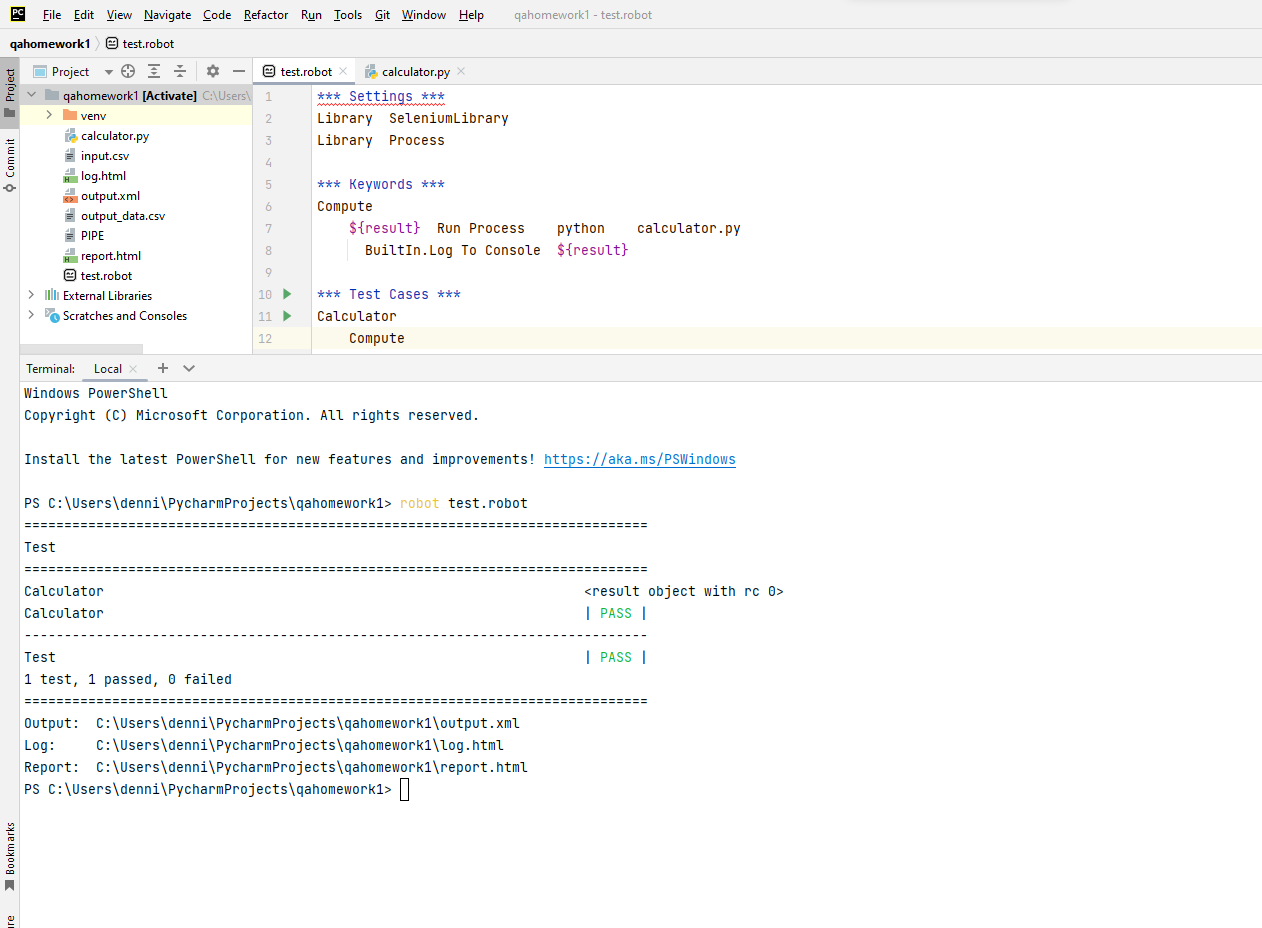 PC File Edit View Navigate Code Refactor Run Tools Git Window Help qahomework1 - test.robot
qahomework1 test.robot
Project
Commit
Bookmarks
Project
qahomework1 [Activate] C:\Users\
venv
calculator.py
input.csv
log.html
output.xml
output_data.csv
PIPE
report.html
test.robot
External Libraries
Scratches and Consoles
test.robot calculator.py
1 *** Settings ***
2 Library  SeleniumLibrary
3 Library  Process
4
5 *** Keywords ***
6 Compute
7     ${result}  Run Process    python    calculator.py
8       BuiltIn.Log To Console  ${result}
9
10 *** Test Cases ***
11 Calculator
12     Compute
Terminal: Local
Windows PowerShell
Copyright (C) Microsoft Corporation. All rights reserved.
Install the latest PowerShell for new features and improvements! https://aka.ms/PSWindows
PS C:\Users\denni\PycharmProjects\qahomework1> robot test.robot
==============================================================================
Test
==============================================================================
Calculator                                                            <result object with rc 0>
Calculator                                                            | PASS |
------------------------------------------------------------------------------
Test                                                                  | PASS |
1 test, 1 passed, 0 failed
==============================================================================
Output:  C:\Users\denni\PycharmProjects\qahomework1\output.xml
Log:     C:\Users\denni\PycharmProjects\qahomework1\log.html
Report:  C:\Users\denni\PycharmProjects\qahomework1\report.html
PS C:\Users\denni\PycharmProjects\qahomework1>